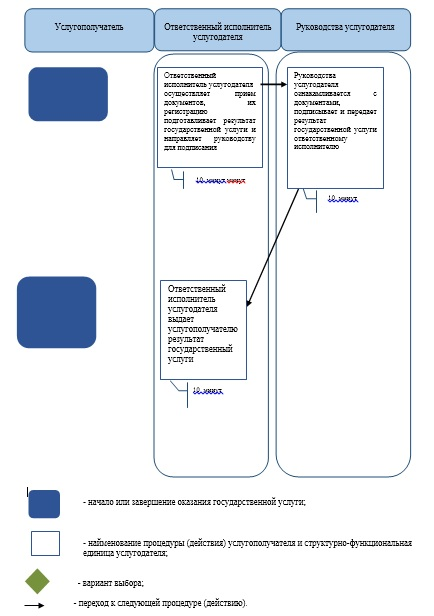 Услугополучатель
Ответственный исполнитель
услугодателя
Руководства услугодателя
Ответственный
исполнитель услугодателя
осуществляет прием
документов, их
регистрацию
подготавливает результат
государственной услуги и
направляет руководству
для подписания
10 минут минут
Руководства
услугодателя
ознакамливается с
документами,
подписывает и передает
результат
государственной услуги
ответственному
исполнителю
10 минут
Ответственный
исполнитель
услугодателя
выдает
услугополучателю
результат
государственный
услуги
10 минут
- начало или завершение оказания государственной услуги;
- наименование процедуры (действия) услугополучателя и структурно-функциональная
единица услугодателя;
- вариант выбора;
- переход к следующей процедуре (действию).